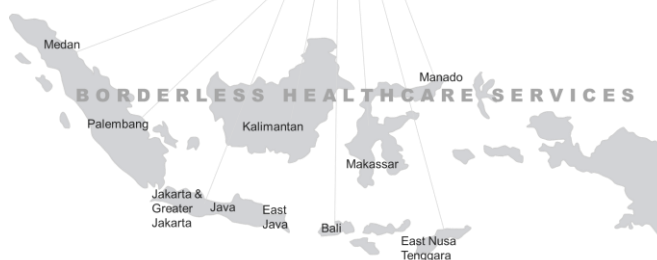 Medan
Manado
BORDERLESS HEALTHCARE SERVICES
Palembang
Kalimantan
Makassar
Jakarta &
Greater
Jakarta
Java
East
Java
Bali
East Nusa
Tenggara